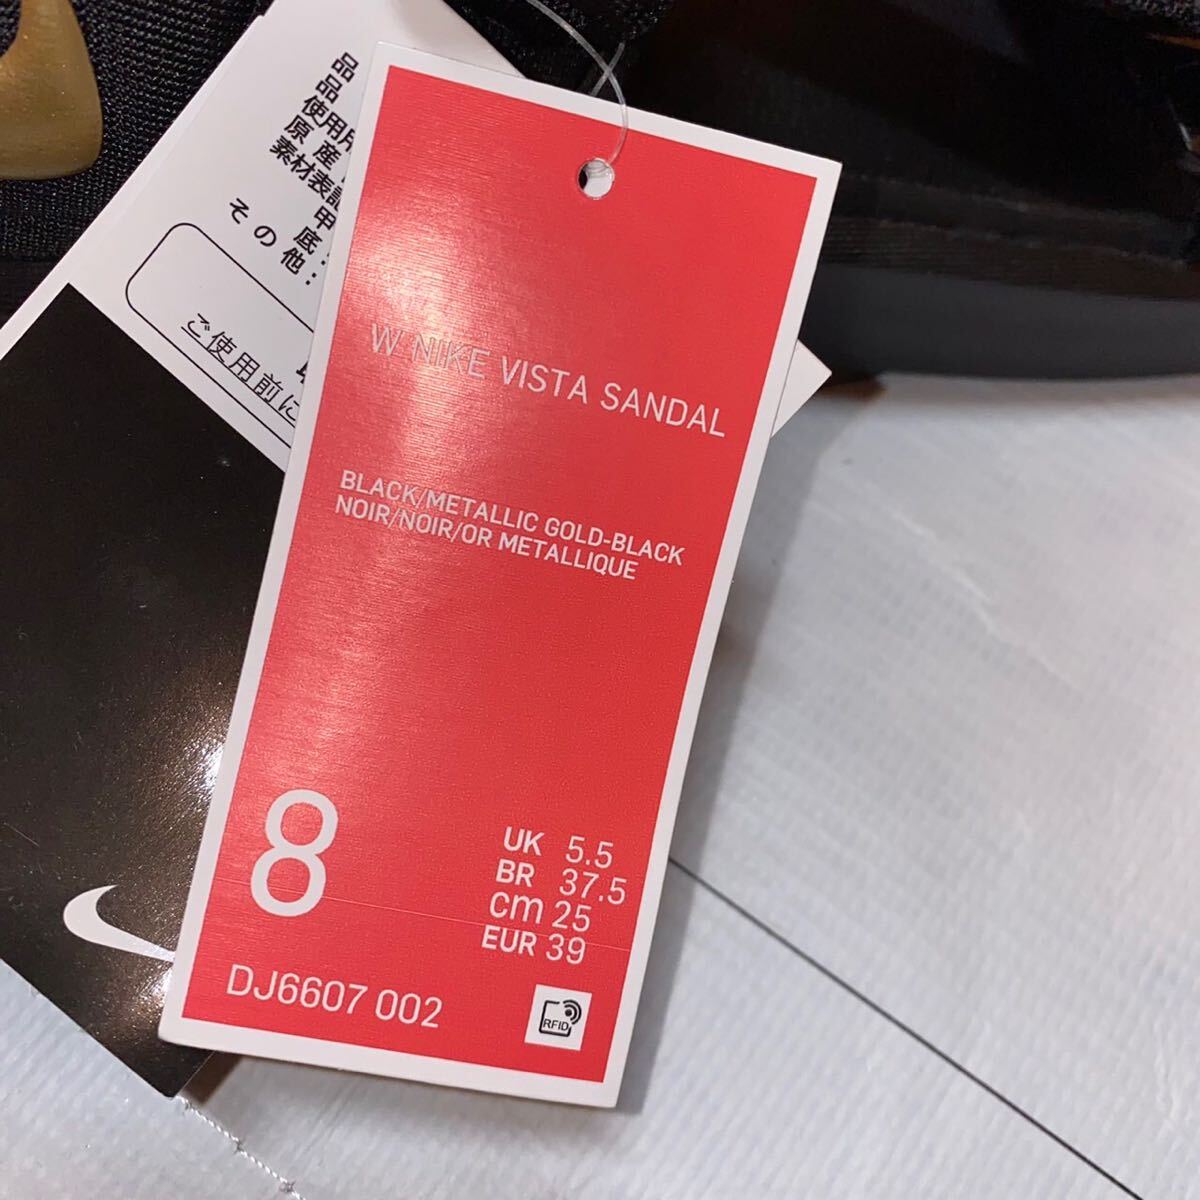 品
品
使用
原産
素材表記
甲
底:
その他:
ご使用前に
W NIKE VISTA SANDAL
BLACK/METALLIC GOLD-BLACK
NOIR/NOIR/OR METALLIQUE
8
UK 5.5
BR 37.5
cm 25
EUR 39
DJ6607 002
RFID